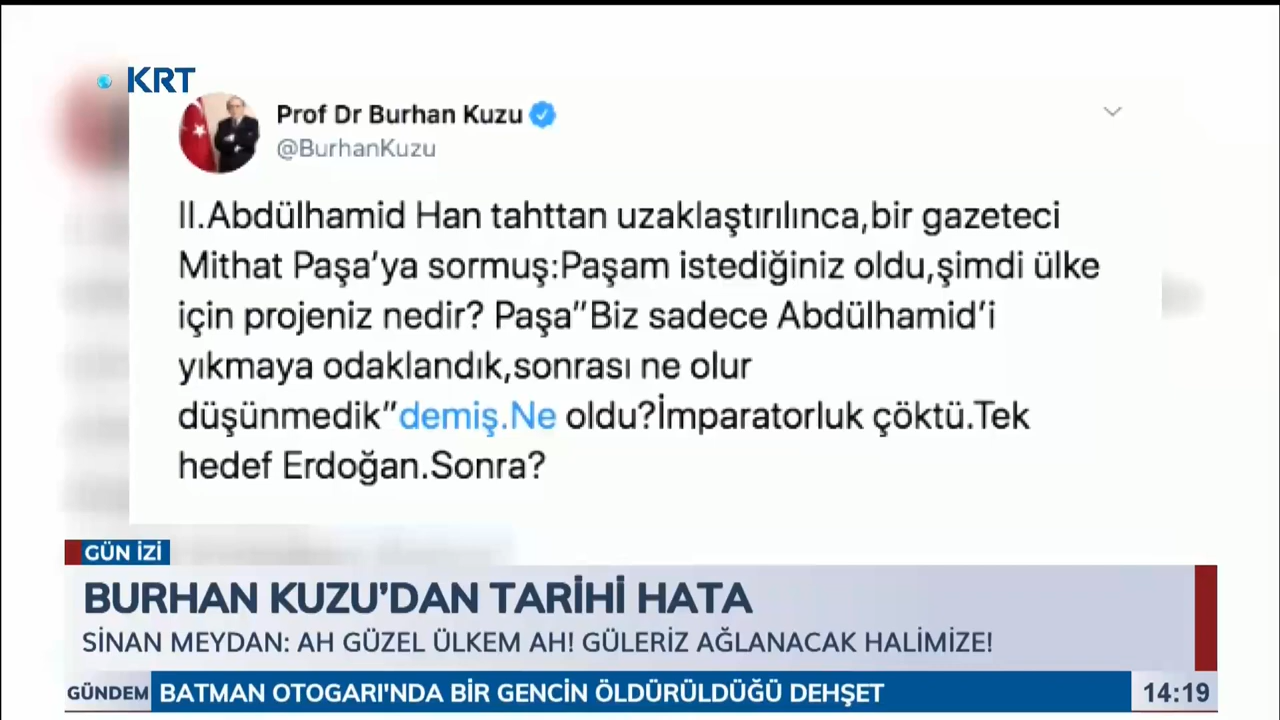 KRT
Prof Dr Burhan Kuzu
@BurhanKuzu
II.Abdülhamid Han tahttan uzaklaştırılınca,bir gazeteci
Mithat Paşa'ya sormuş:Paşam istediğiniz oldu,şimdi ülke
için projeniz nedir? Paşa"Biz sadece Abdülhamid'i
yıkmaya odaklandık,sonrası ne olur
düşünmedik"demiş.Ne oldu?İmparatorluk çöktü.Tek
hedef Erdoğan.Sonra?
GÜN İZİ
BURHAN KUZU'DAN TARİHİ HATA
SİNAN MEYDAN: AH GÜZEL ÜLKEM AH! GÜLERİZ AĞLANACAK HALİMİZE!
GÜNDEM BATMAN OTOGARI'NDA BİR GENCİN ÖLDÜRÜLDÜĞÜ DEHŞET 14:19